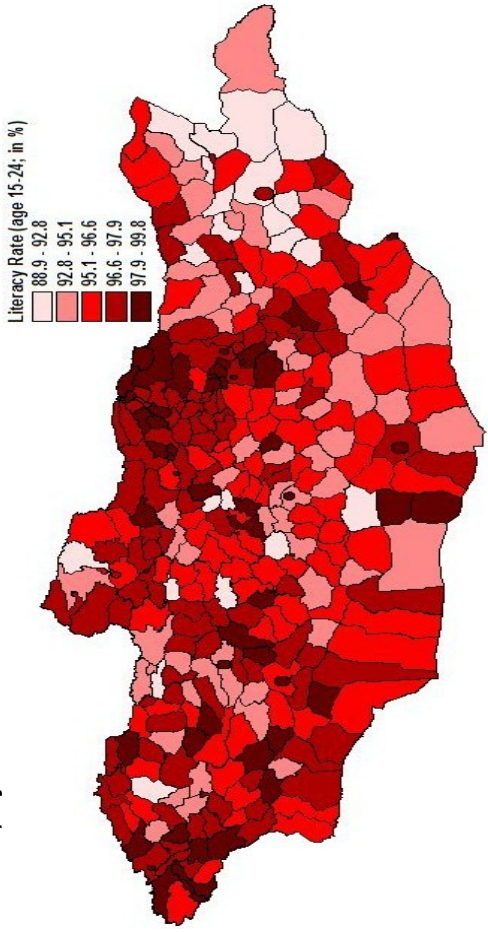 Literacy Rate (age 15-24; in %)
88.9 - 92.8
92.8 - 95.1
95.1 - 96.6
96.6 - 97.9
97.9 - 99.8